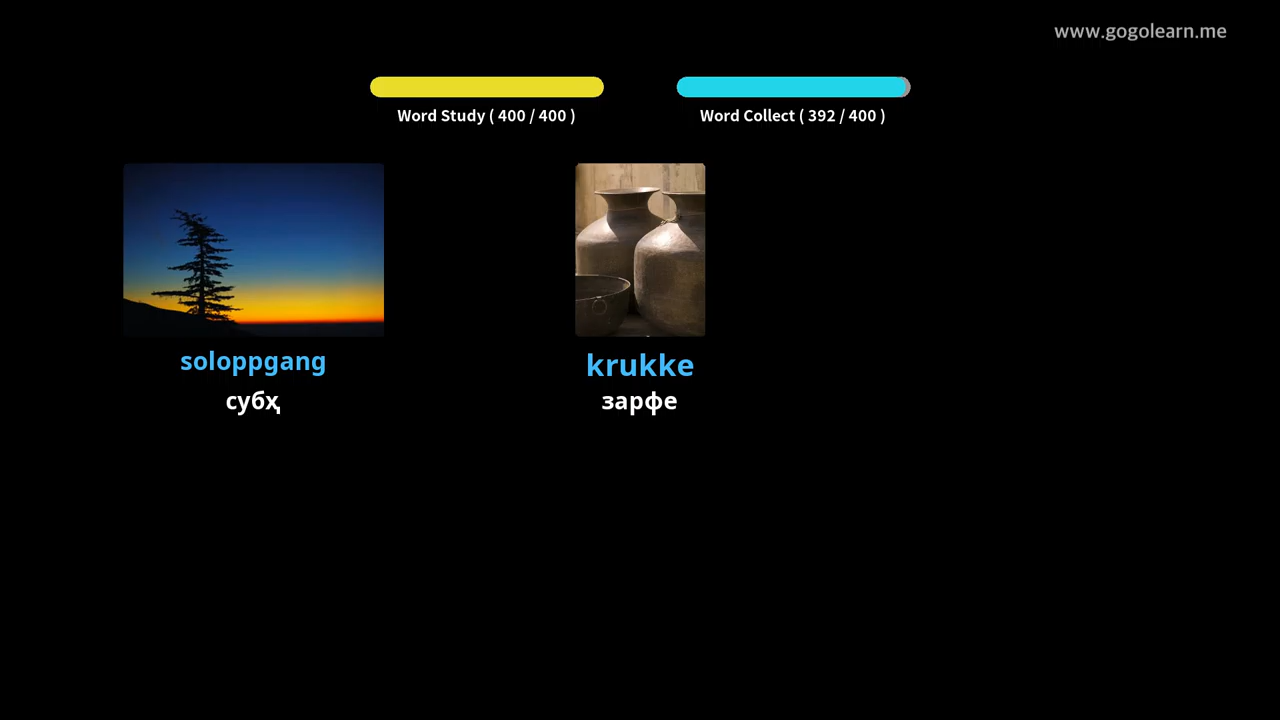 www.gogolearn.me
Word Study ( 400 / 400 )
Word Collect ( 392 / 400 )
soloppgang
krukke
субҳ
зарфе